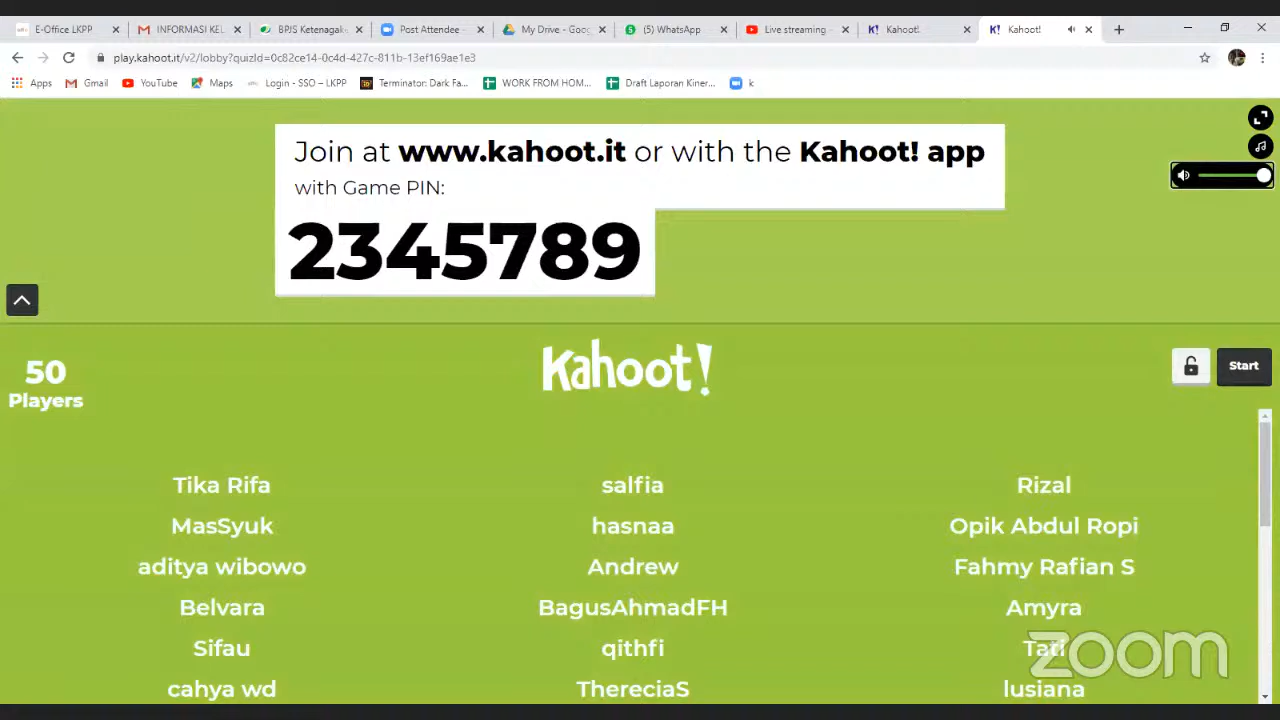 E-Office LKPP
INFORMASI KEL
BPJS Ketenagak
Post Attendee -
My Drive - Goog
(5) WhatsApp
Live streaming -
Kahoot!
Kahoot!
play.kahoot.it/v2/lobby?quizId=0c82ce14-0c4d-427c-811b-13ef169ae1e3
Apps
Gmail
YouTube
Maps
Login - SSO – LKPP
Terminator: Dark Fa...
WORK FROM HOM...
Draft Laporan Kiner...
k
Join at www.kahoot.it or with the Kahoot! app
with Game PIN:
2345789
50
Players
Kahoot!
Start
Tika Rifa salfia Rizal
MasSyuk hasnaa Opik Abdul Ropi
aditya wibowo Andrew Fahmy Rafian S
Belvara BagusAhmadFH Amyra
Sifau qithfi Tati
cahya wd ThereciaS lusiana
zoom